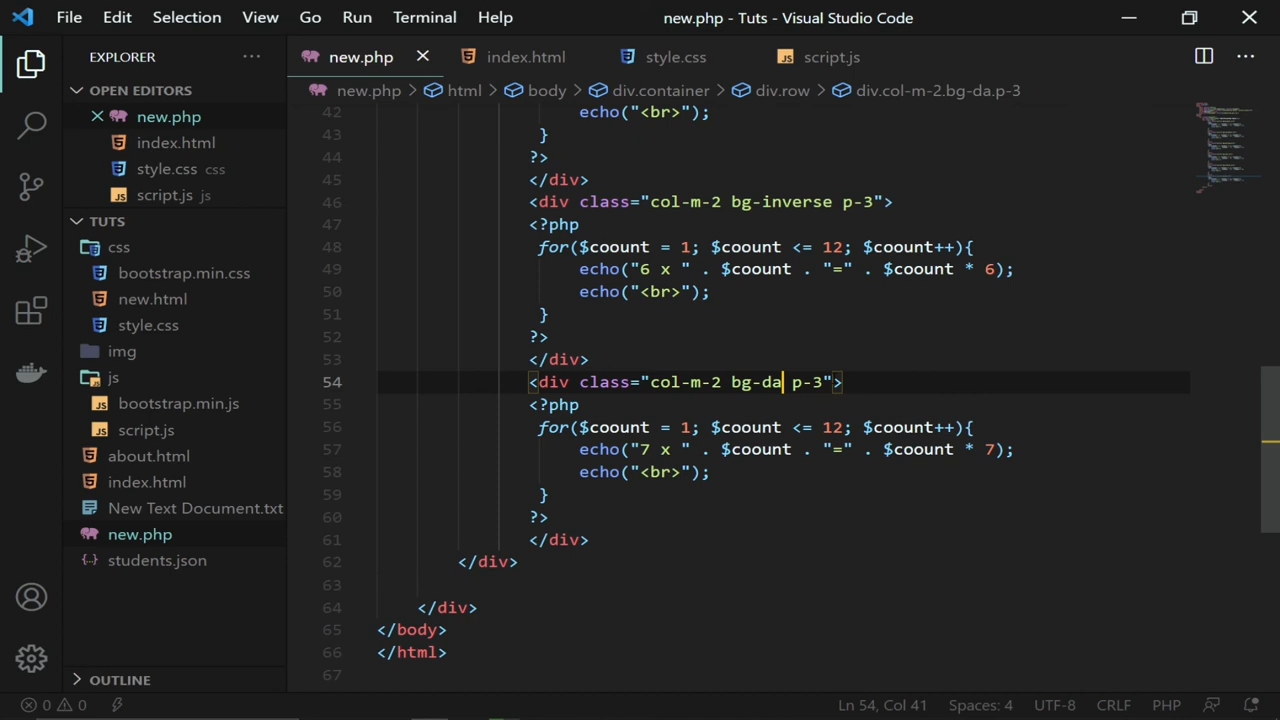 File Edit Selection View Go Run Terminal Help new.php - Tuts - Visual Studio Code
EXPLORER
new.php index.html style.css script.js
OPEN EDITORS
new.php
index.html
style.css css
script.js js
TUTS
css
bootstrap.min.css
new.html
style.css
img
js
bootstrap.min.js
script.js
about.html
index.html
New Text Document.txt
new.php
students.json
OUTLINE
new.php > html > body > div.container > div.row > div.col-m-2.bg-da.p-3
42 echo("<br>");
43 }
44 ?>
45 </div>
46 <div class="col-m-2 bg-inverse p-3">
47 <?php
48 for($coount = 1; $coount <= 12; $coount++){
49 echo("6 x " . $coount . "=" . $coount * 6);
50 echo("<br>");
51 }
52 ?>
53 </div>
54 <div class="col-m-2 bg-da p-3">
55 <?php
56 for($coount = 1; $coount <= 12; $coount++){
57 echo("7 x " . $coount . "=" . $coount * 7);
58 echo("<br>");
59 }
60 ?>
61 </div>
62 </div>
63
64 </div>
65 </body>
66 </html>
67
0 0 Ln 54, Col 41 Spaces: 4 UTF-8 CRLF PHP